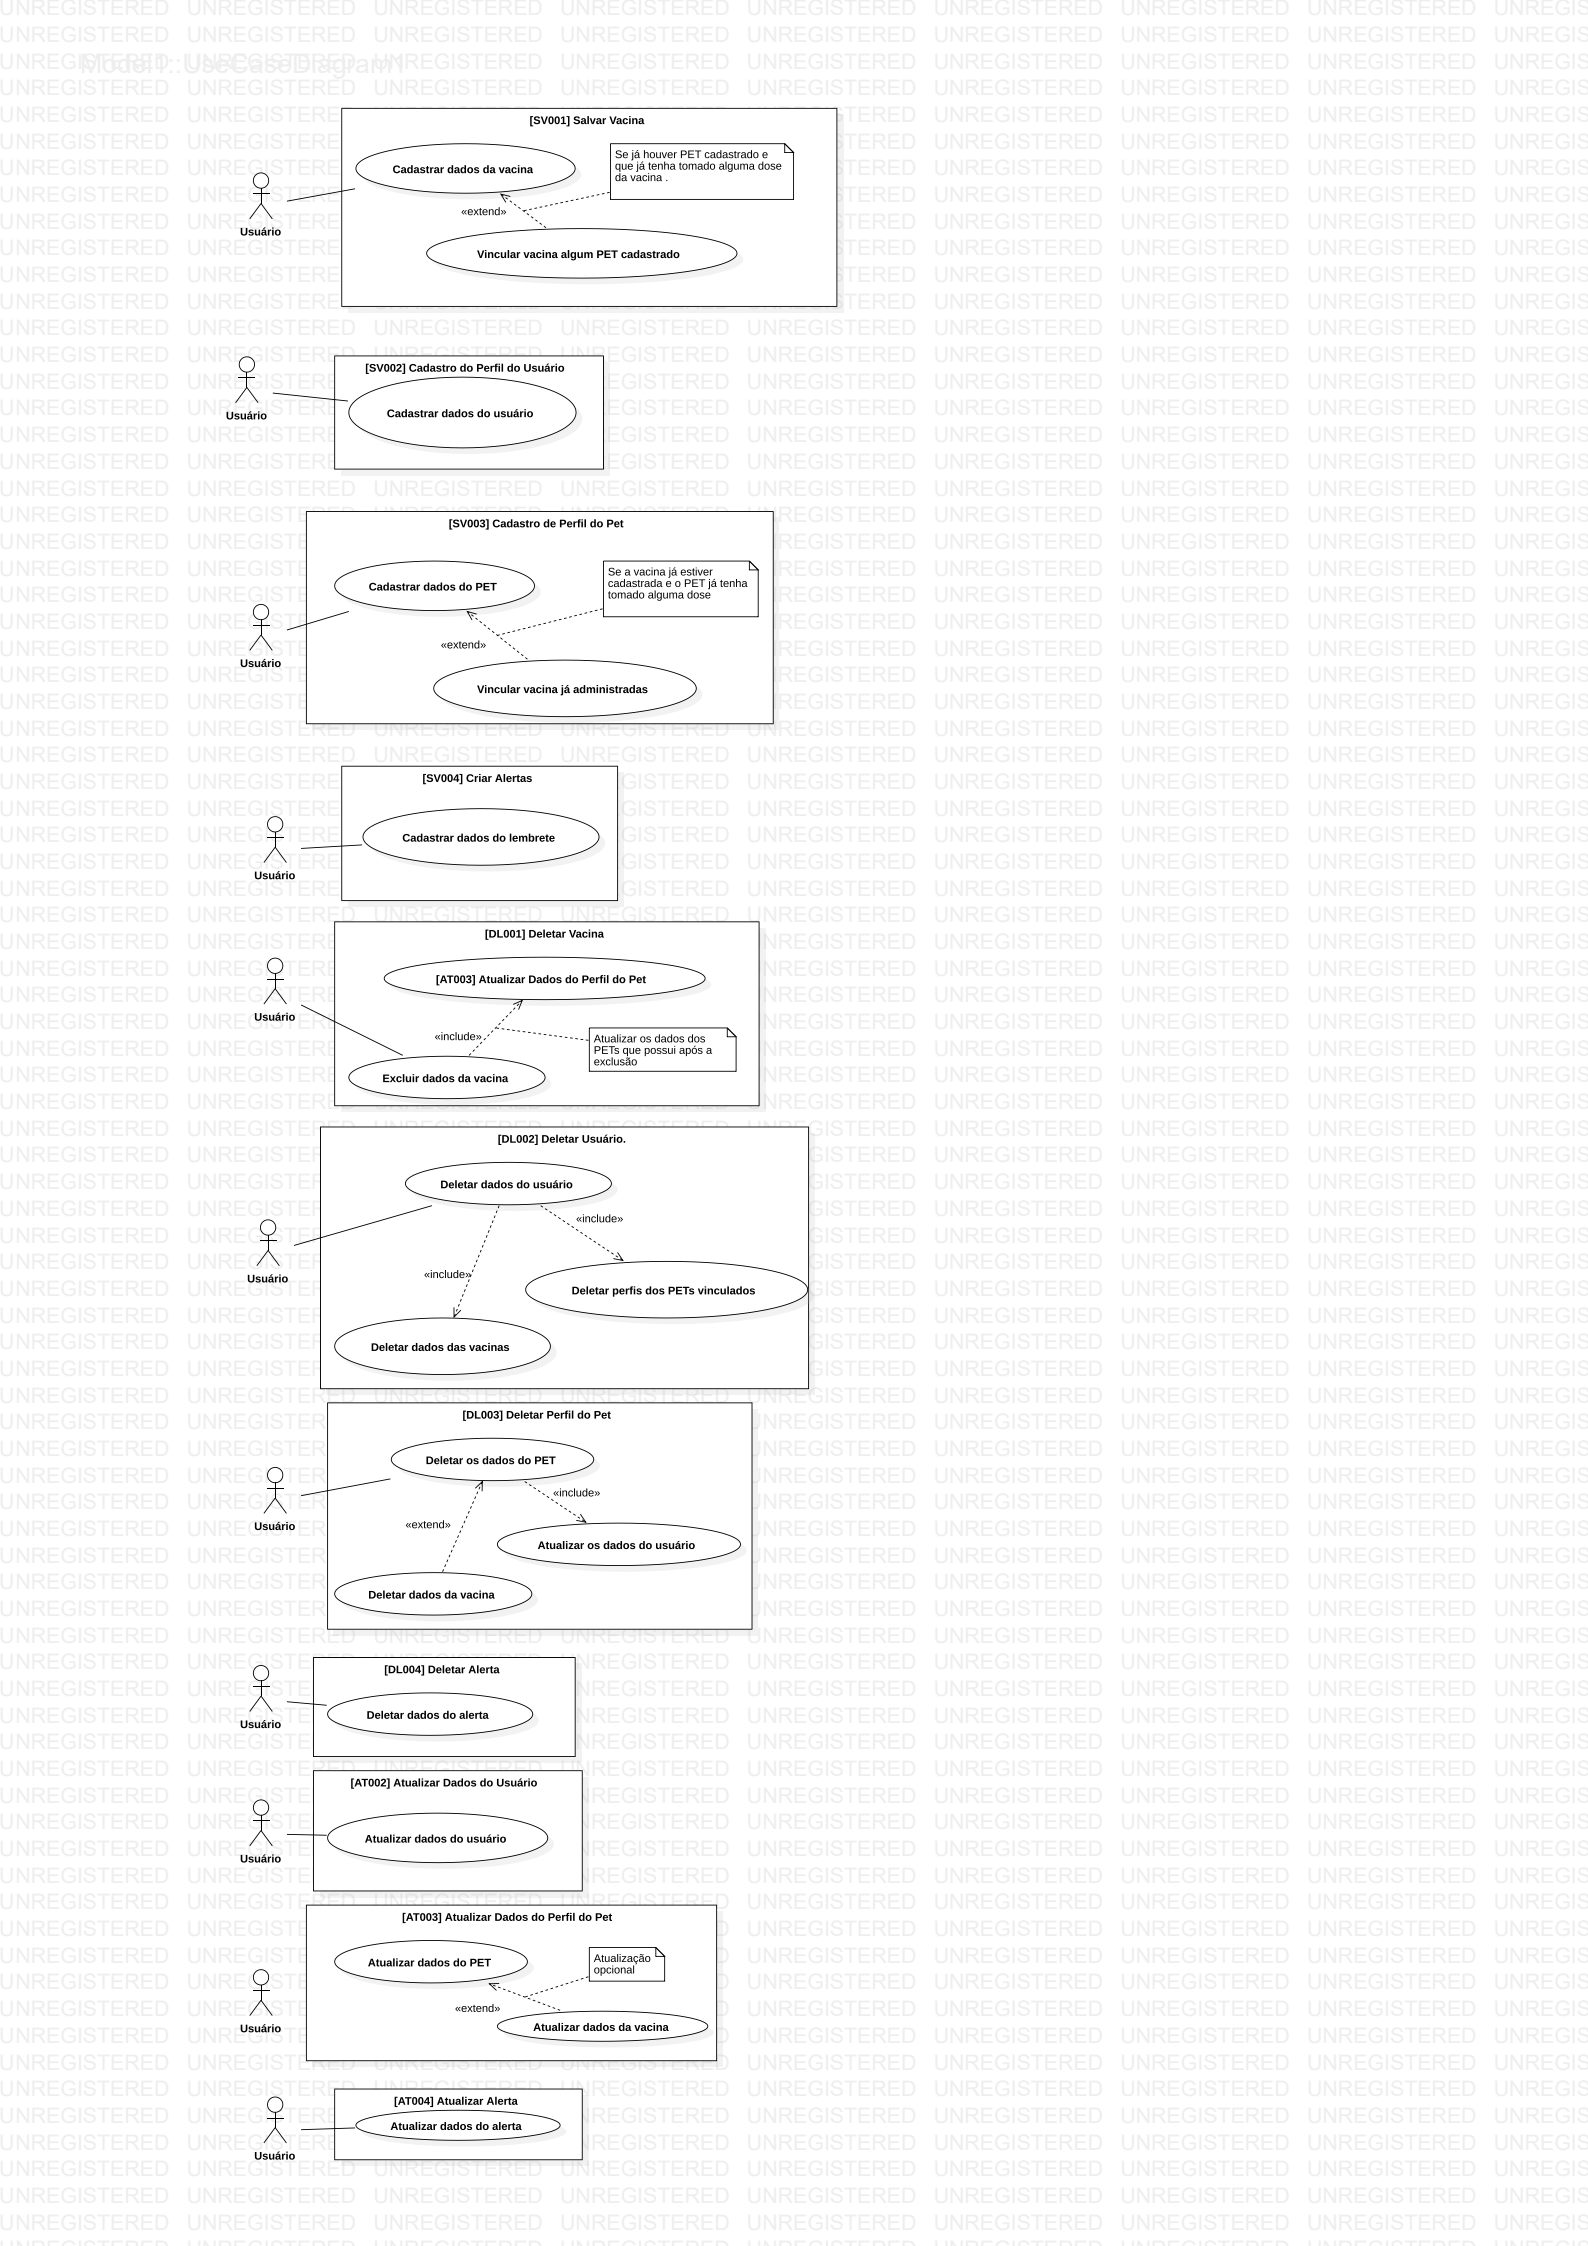 Model1::UseCaseDiagram1
[SV001] Salvar Vacina
Cadastrar dados da vacina
Se já houver PET cadastrado e
que já tenha tomado alguma dose
da vacina .
«extend»
Usuário
Vincular vacina algum PET cadastrado
[SV002] Cadastro do Perfil do Usuário
Cadastrar dados do usuário
Usuário
[SV003] Cadastro de Perfil do Pet
Cadastrar dados do PET
Se a vacina já estiver
cadastrada e o PET já tenha
tomado alguma dose
«extend»
Usuário
Vincular vacina já administradas
[SV004] Criar Alertas
Cadastrar dados do lembrete
Usuário
[DL001] Deletar Vacina
[AT003] Atualizar Dados do Perfil do Pet
Usuário
«include»
Atualizar os dados dos
PETs que possui após a
exclusão
Excluir dados da vacina
[DL002] Deletar Usuário.
Deletar dados do usuário
«include»
«include»
Usuário
Deletar perfis dos PETs vinculados
Deletar dados das vacinas
[DL003] Deletar Perfil do Pet
Deletar os dados do PET
«include»
«extend»
Usuário
Atualizar os dados do usuário
Deletar dados da vacina
[DL004] Deletar Alerta
Deletar dados do alerta
Usuário
[AT002] Atualizar Dados do Usuário
Atualizar dados do usuário
Usuário
[AT003] Atualizar Dados do Perfil do Pet
Atualizar dados do PET
Atualização
opcional
«extend»
Usuário
Atualizar dados da vacina
[AT004] Atualizar Alerta
Atualizar dados do alerta
Usuário
UNREGISTERED